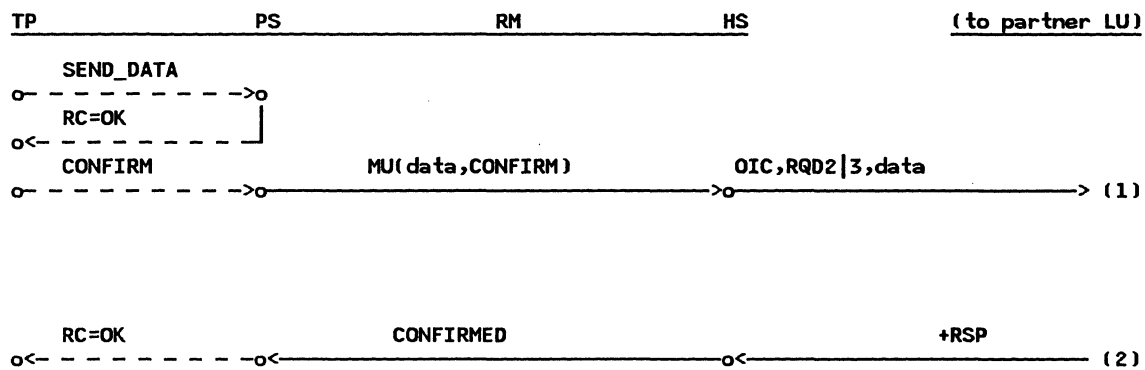 TP PS RM HS (to partner LU)
SEND_DATA
RC=OK
CONFIRM MU(data,CONFIRM) OIC,RQD2|3,data
(1)
RC=OK CONFIRMED +RSP
(2)